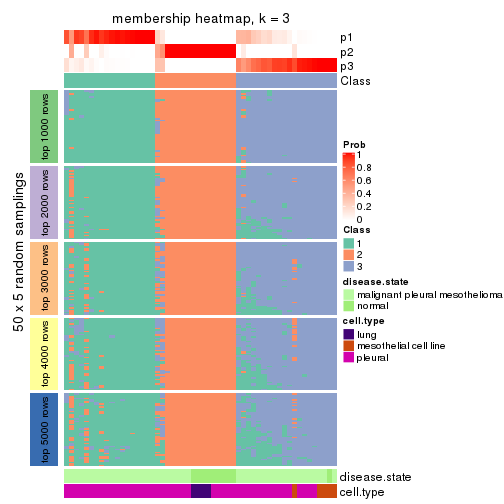 membership heatmap, k = 3
p1
p2
p3
Class
50 x 5 random samplings
top 1000 rows
top 2000 rows
top 3000 rows
top 4000 rows
top 5000 rows
Prob
1
0.8
0.6
0.4
0.2
0
Class
1
2
3
disease.state
malignant pleural mesothelioma
normal
cell.type
lung
mesothelial cell line
pleural
disease.state
cell.type